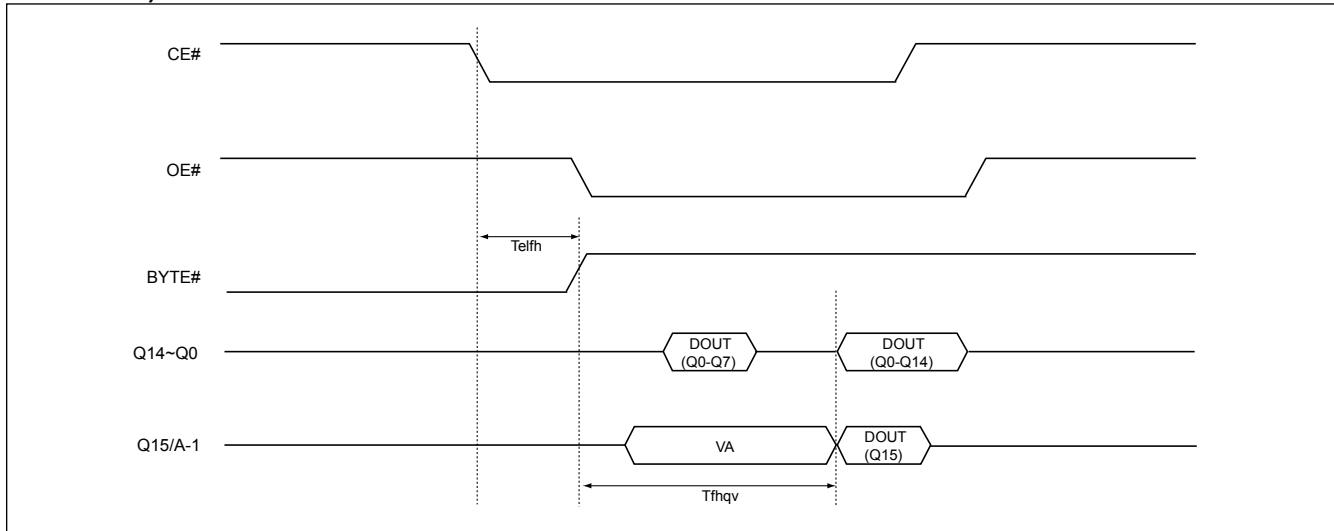 CE#
OE#
Telfh
BYTE#
Q14~Q0
DOUT
(Q0-Q7)
DOUT
(Q0-Q14)
Q15/A-1
VA
DOUT
(Q15)
Tfhqv